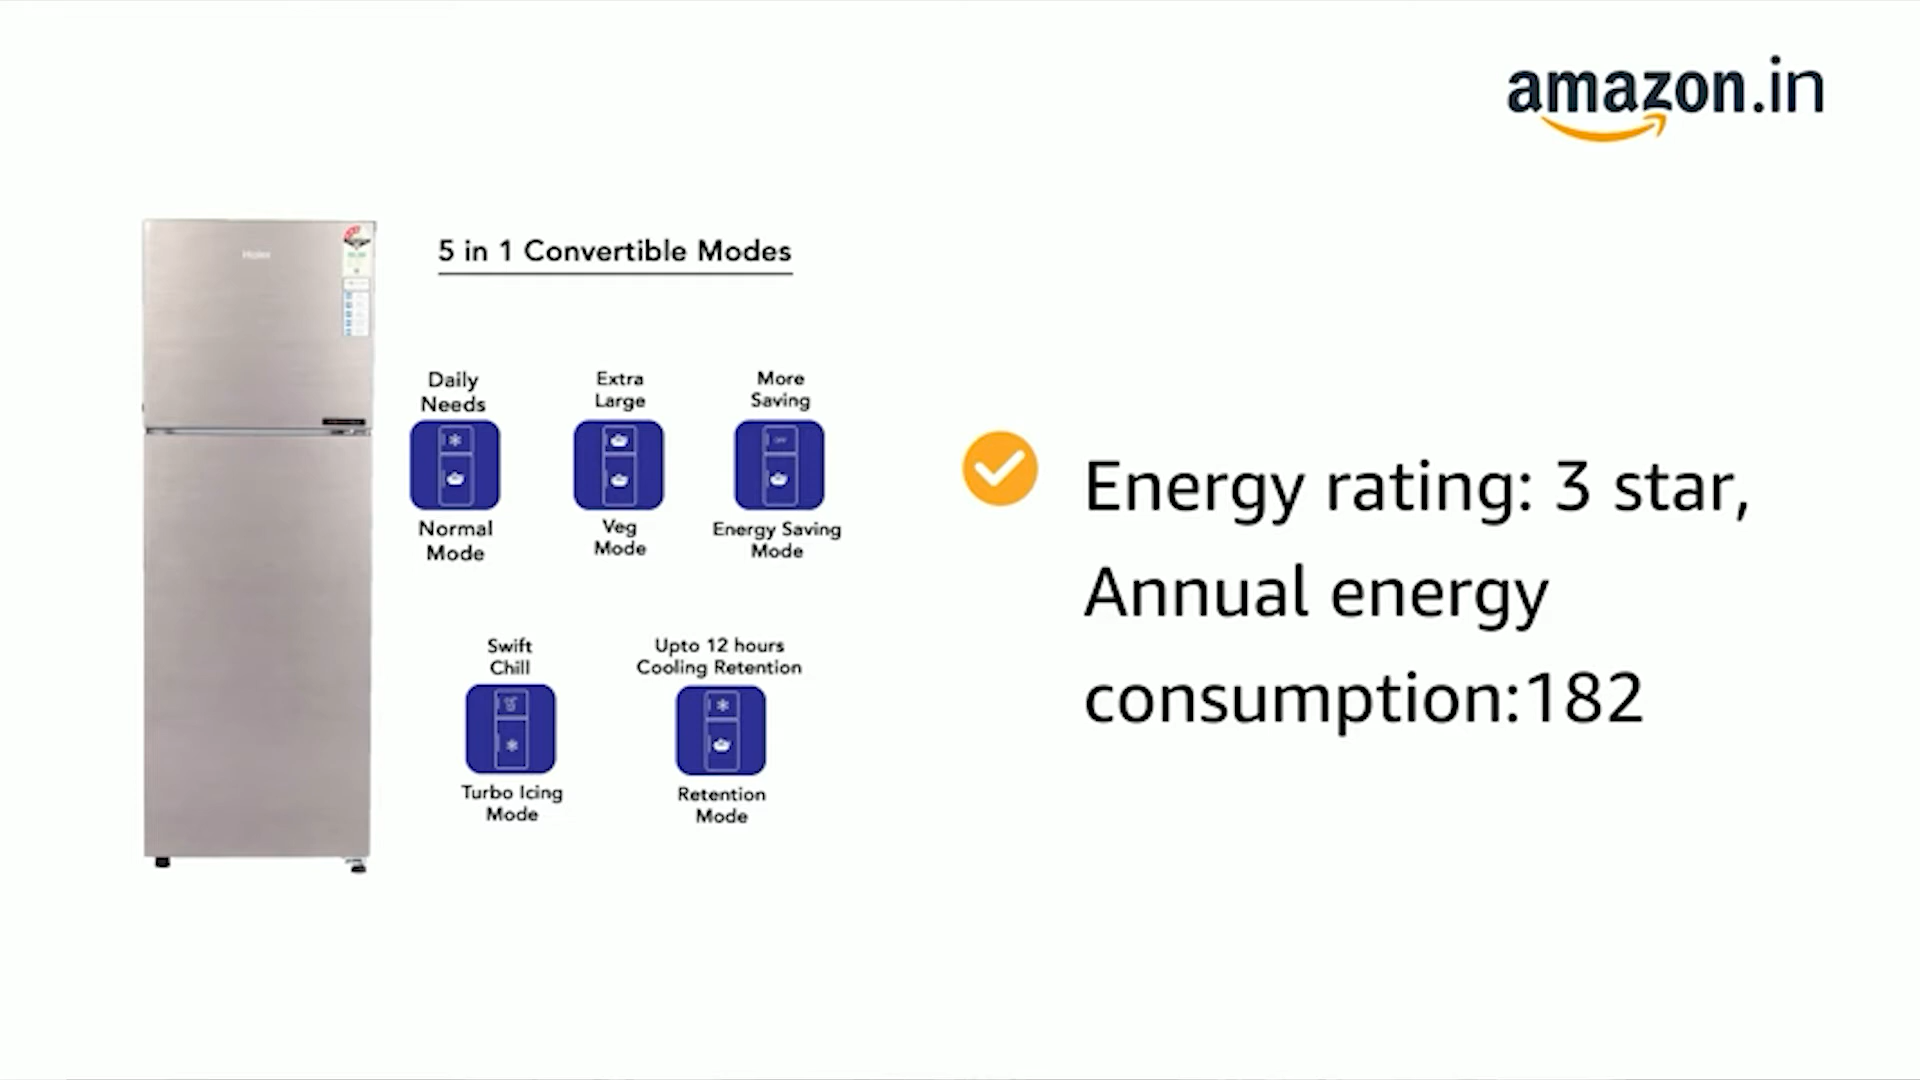 amazon.in
Haier
5 in 1 Convertible Modes
Daily
Needs
Normal
Mode
Extra
Large
Veg
Mode
More
Saving
OFF
Energy Saving
Mode
Swift
Chill
Turbo Icing
Mode
Upto 12 hours
Cooling Retention
Retention
Mode
Energy rating: 3 star,
Annual energy
consumption:182